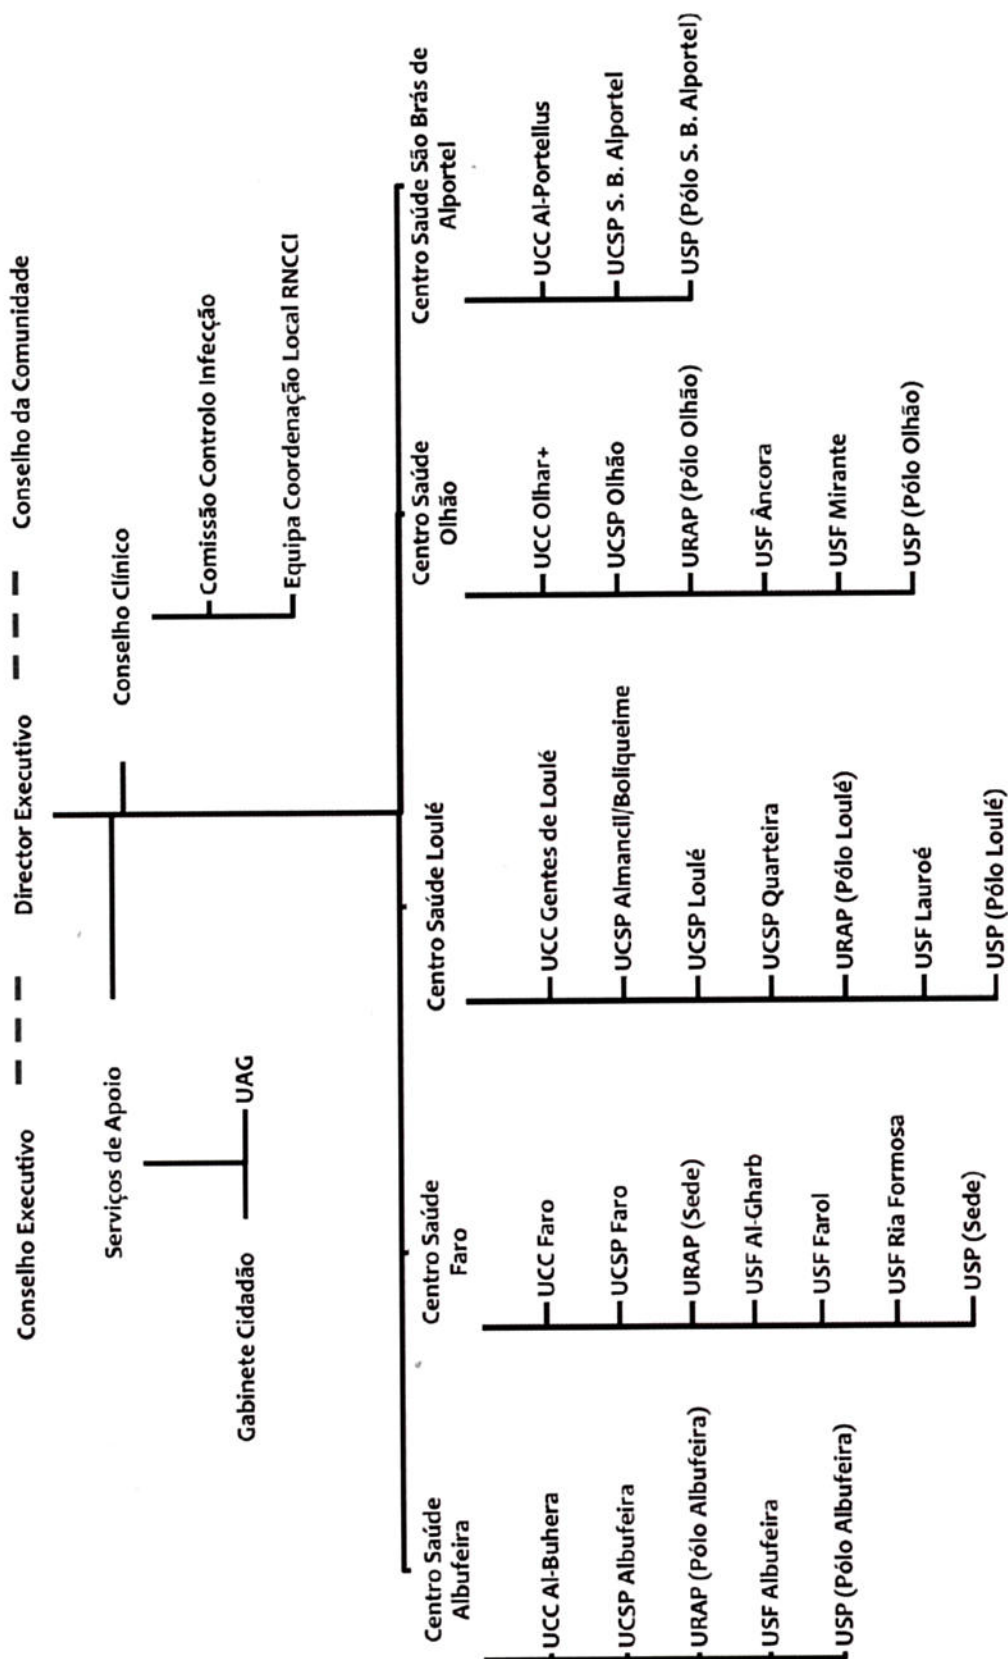 Conselho Executivo
Director Executivo
Conselho da Comunidade
Serviços de Apoio
Conselho Clínico
Gabinete Cidadão
UAG
Comissão Controlo Infecção
Equipa Coordenação Local RNCCI
Centro Saúde
Albufeira
UCC Al-Buhera
UCSP Albufeira
URAP (Pólo Albufeira)
USF Albufeira
USP (Pólo Albufeira)
Centro Saúde
Faro
UCC Faro
UCSP Faro
URAP (Sede)
USF Al-Gharb
USF Farol
USF Ria Formosa
USP (Sede)
Centro Saúde Loulé
UCC Gentes de Loulé
UCSP Almancil/Boliqueime
UCSP Loulé
UCSP Quarteira
URAP (Pólo Loulé)
USF Lauroé
USP (Pólo Loulé)
Centro Saúde
Olhão
UCC Olhar+
UCSP Olhão
URAP (Pólo Olhão)
USF Âncora
USF Mirante
USP (Pólo Olhão)
Centro Saúde São Brás de
Alportel
UCC Al-Portellus
UCSP S. B. Alportel
USP (Pólo S. B. Alportel)